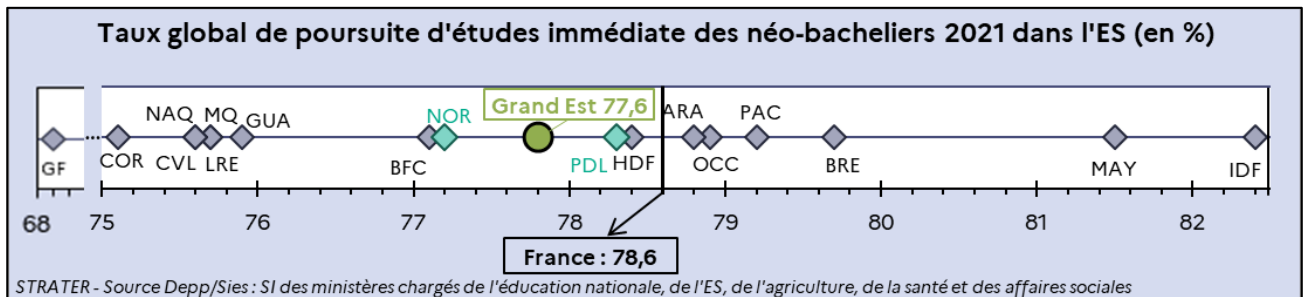 Taux global de poursuite d'études immédiate des néo-bacheliers 2021 dans l'ES (en %)
NAQ MQ GUA NOR Grand Est 77,6 ARA PAC
GF COR CVL LRE BFC PDL HDF OCC BRE MAY IDF
68 75 76 77 78 79 80 81 82
France : 78,6
STRATER - Source Depp/Sies : SI des ministères chargés de l'éducation nationale, de l'ES, de l'agriculture, de la santé et des affaires sociales